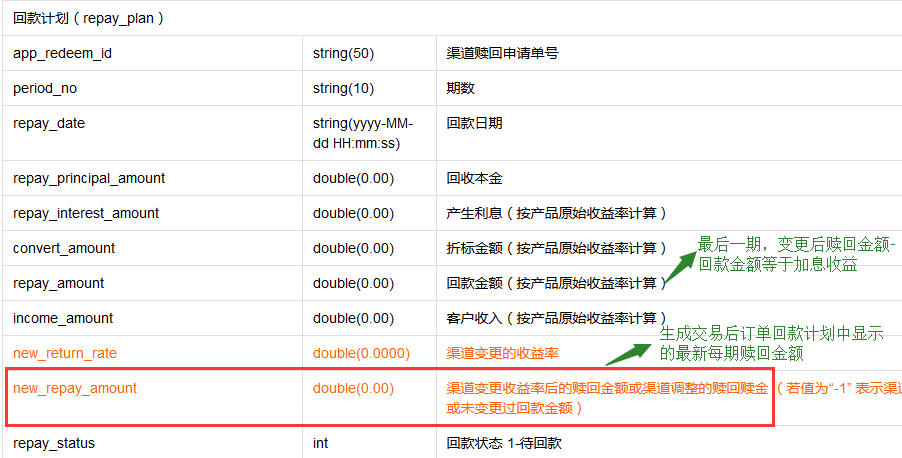 回款计划（repay_plan）
app_redeem_id string(50) 渠道赎回申请单号
period_no string(10) 期数
repay_date string(yyyy-MM- 回款日期
dd HH:mm:ss)
repay_principal_amount double(0.00) 回收本金
repay_interest_amount double(0.00) 产生利息（按产品原始收益率计算）
convert_amount double(0.00) 折标金额（按产品原始收益率计算）
最后一期，变更后赎回金额-
回款金额等于加息收益
repay_amount double(0.00) 回款金额（按产品原始收益率计算）
income_amount double(0.00) 客户收入（按产品原始收益率计算）
生成交易后订单回款计划中显示
的最新每期赎回金额
new_return_rate double(0.0000) 渠道变更的收益率
new_repay_amount double(0.00) 渠道变更收益率后的赎回金额或渠道调整的赎回赎金（若值为“-1” 表示渠道
或未变更过回款金额）
repay_status int 回款状态 1-待回款